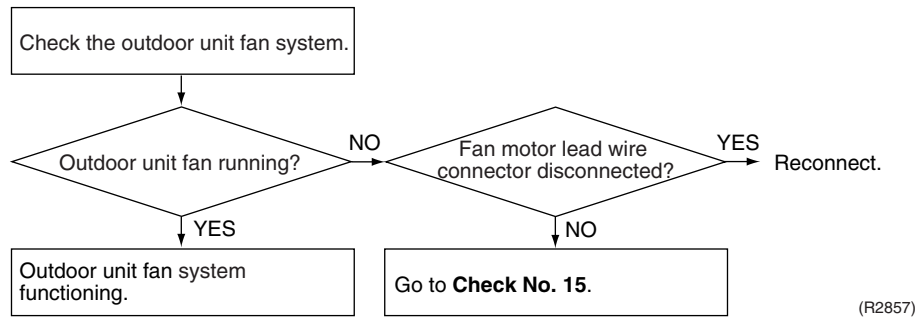 Check the outdoor unit fan system.
Outdoor unit fan running?
NO
Fan motor lead wire
connector disconnected?
YES
Reconnect.
YES
Outdoor unit fan system
functioning.
NO
Go to Check No. 15.
(R2857)